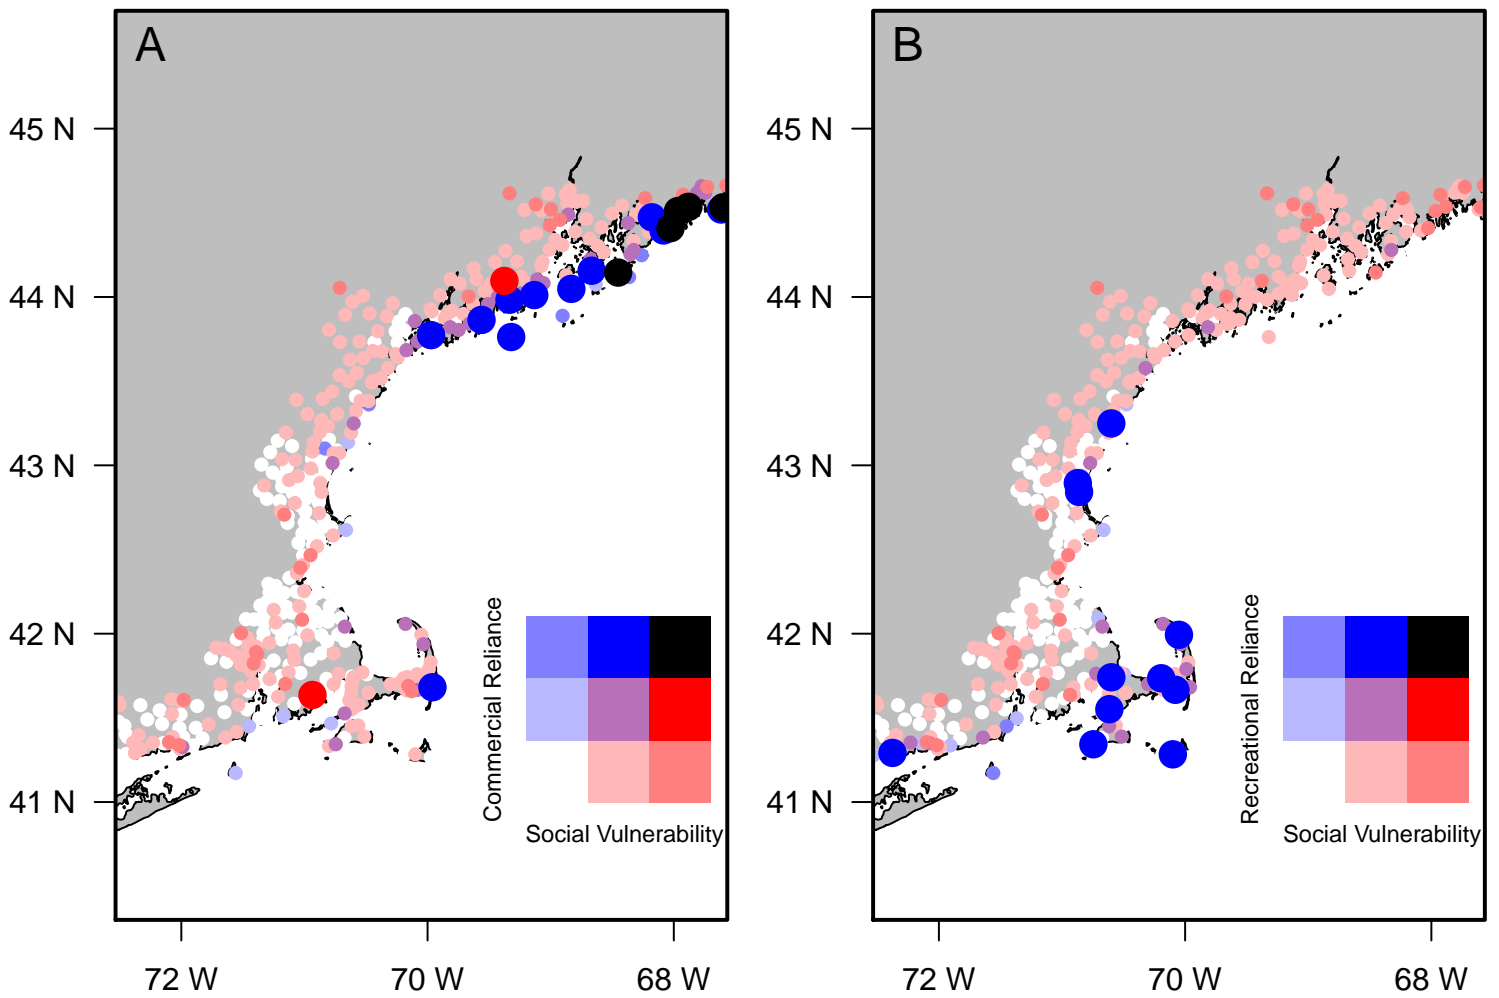 A
45 N
44 N
43 N
42 N
41 N
72 W
70 W
68 W
Commercial Reliance
Social Vulnerability
B
45 N
44 N
43 N
42 N
41 N
72 W
70 W
68 W
Recreational Reliance
Social Vulnerability